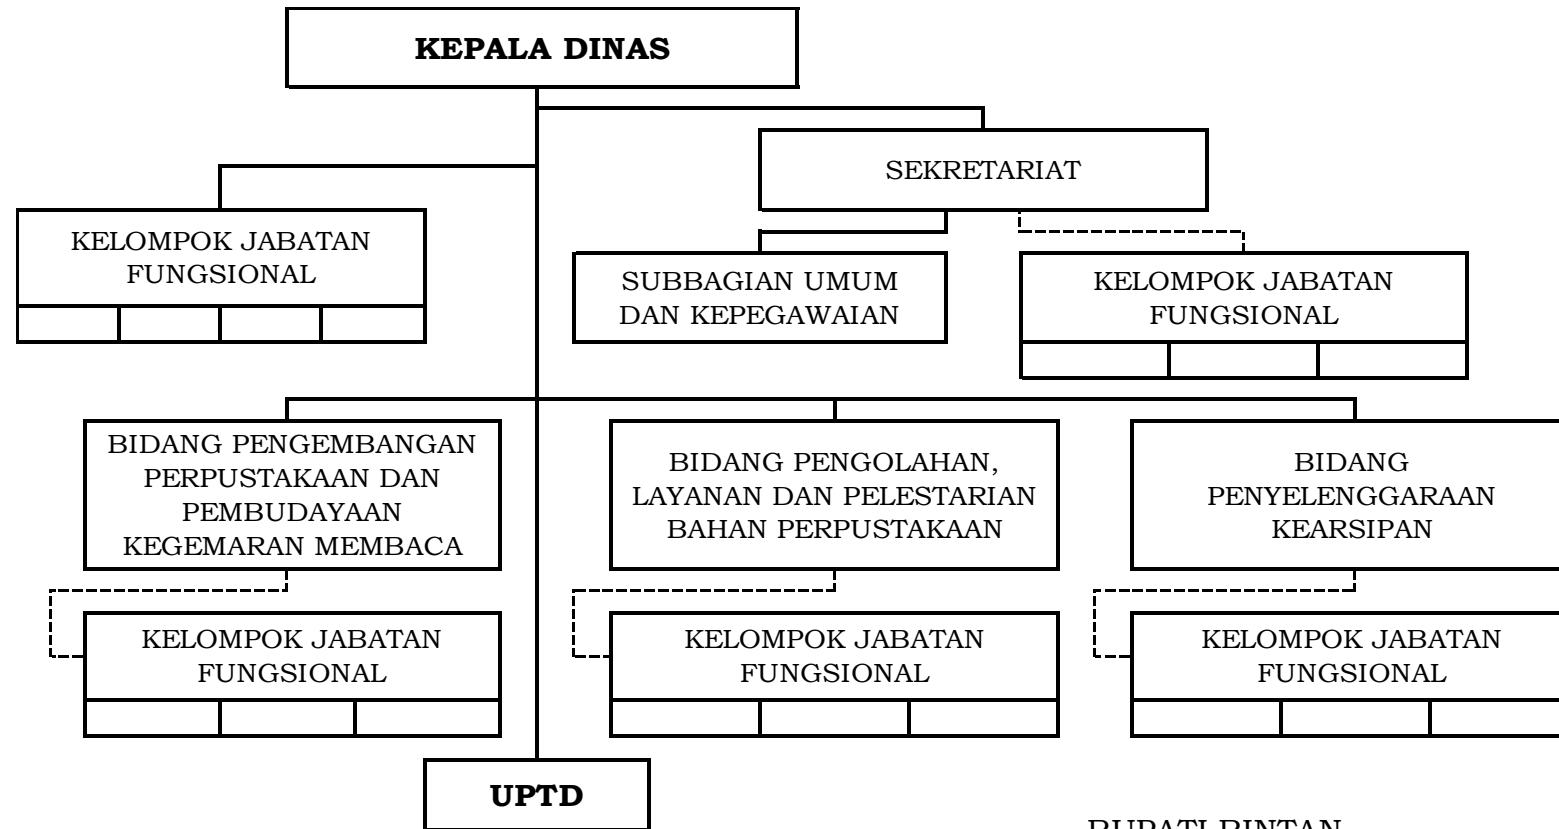 KEPALA DINAS
SEKRETARIAT
KELOMPOK JABATAN
FUNGSIONAL
SUBBAGIAN UMUM
DAN KEPEGAWAIAN
KELOMPOK JABATAN
FUNGSIONAL
BIDANG PENGEMBANGAN
PERPUSTAKAAN DAN
PEMBUDAYAAN
KEGEMARAN MEMBACA
BIDANG PENGOLAHAN,
LAYANAN DAN PELESTARIAN
BAHAN PERPUSTAKAAN
BIDANG
PENYELENGGARAAN
KEARSIPAN
KELOMPOK JABATAN
FUNGSIONAL
KELOMPOK JABATAN
FUNGSIONAL
KELOMPOK JABATAN
FUNGSIONAL
UPTD
BUPATI BINTAN